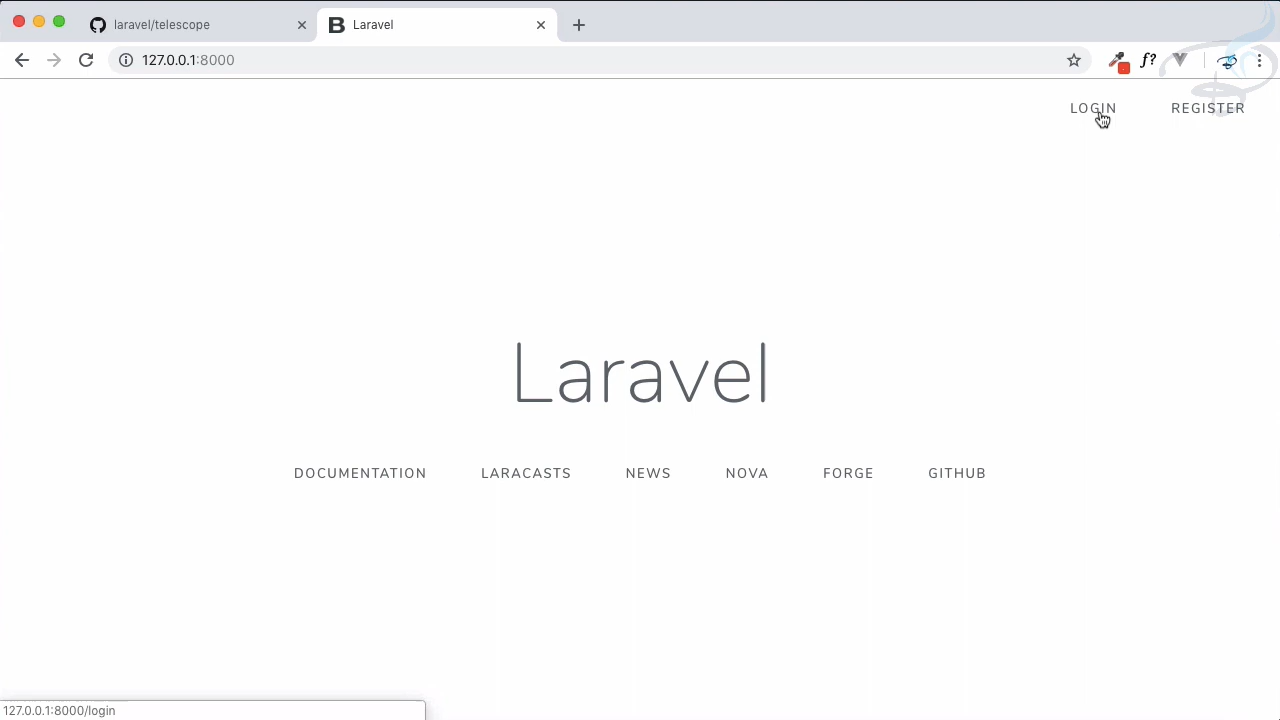 laravel/telescope
Laravel
127.0.0.1:8000
f?
LOGIN
REGISTER
Laravel
DOCUMENTATION
LARACASTS
NEWS
NOVA
FORGE
GITHUB
127.0.0.1:8000/login